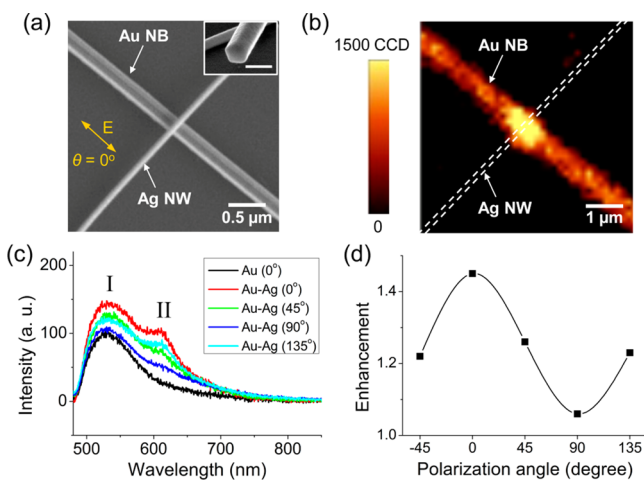 (a)
Au NB
E
θ = 0°
Ag NW
0.5 μm
(b)
1500 CCD
0
Au NB
Ag NW
1 μm
(c)
Intensity (a. u.)
200
100
0
I
II
Au (0°)
Au-Ag (0°)
Au-Ag (45°)
Au-Ag (90°)
Au-Ag (135°)
500 600 700 800
Wavelength (nm)
(d)
Enhancement
1.4
1.2
1.0
-45 0 45 90 135
Polarization angle (degree)